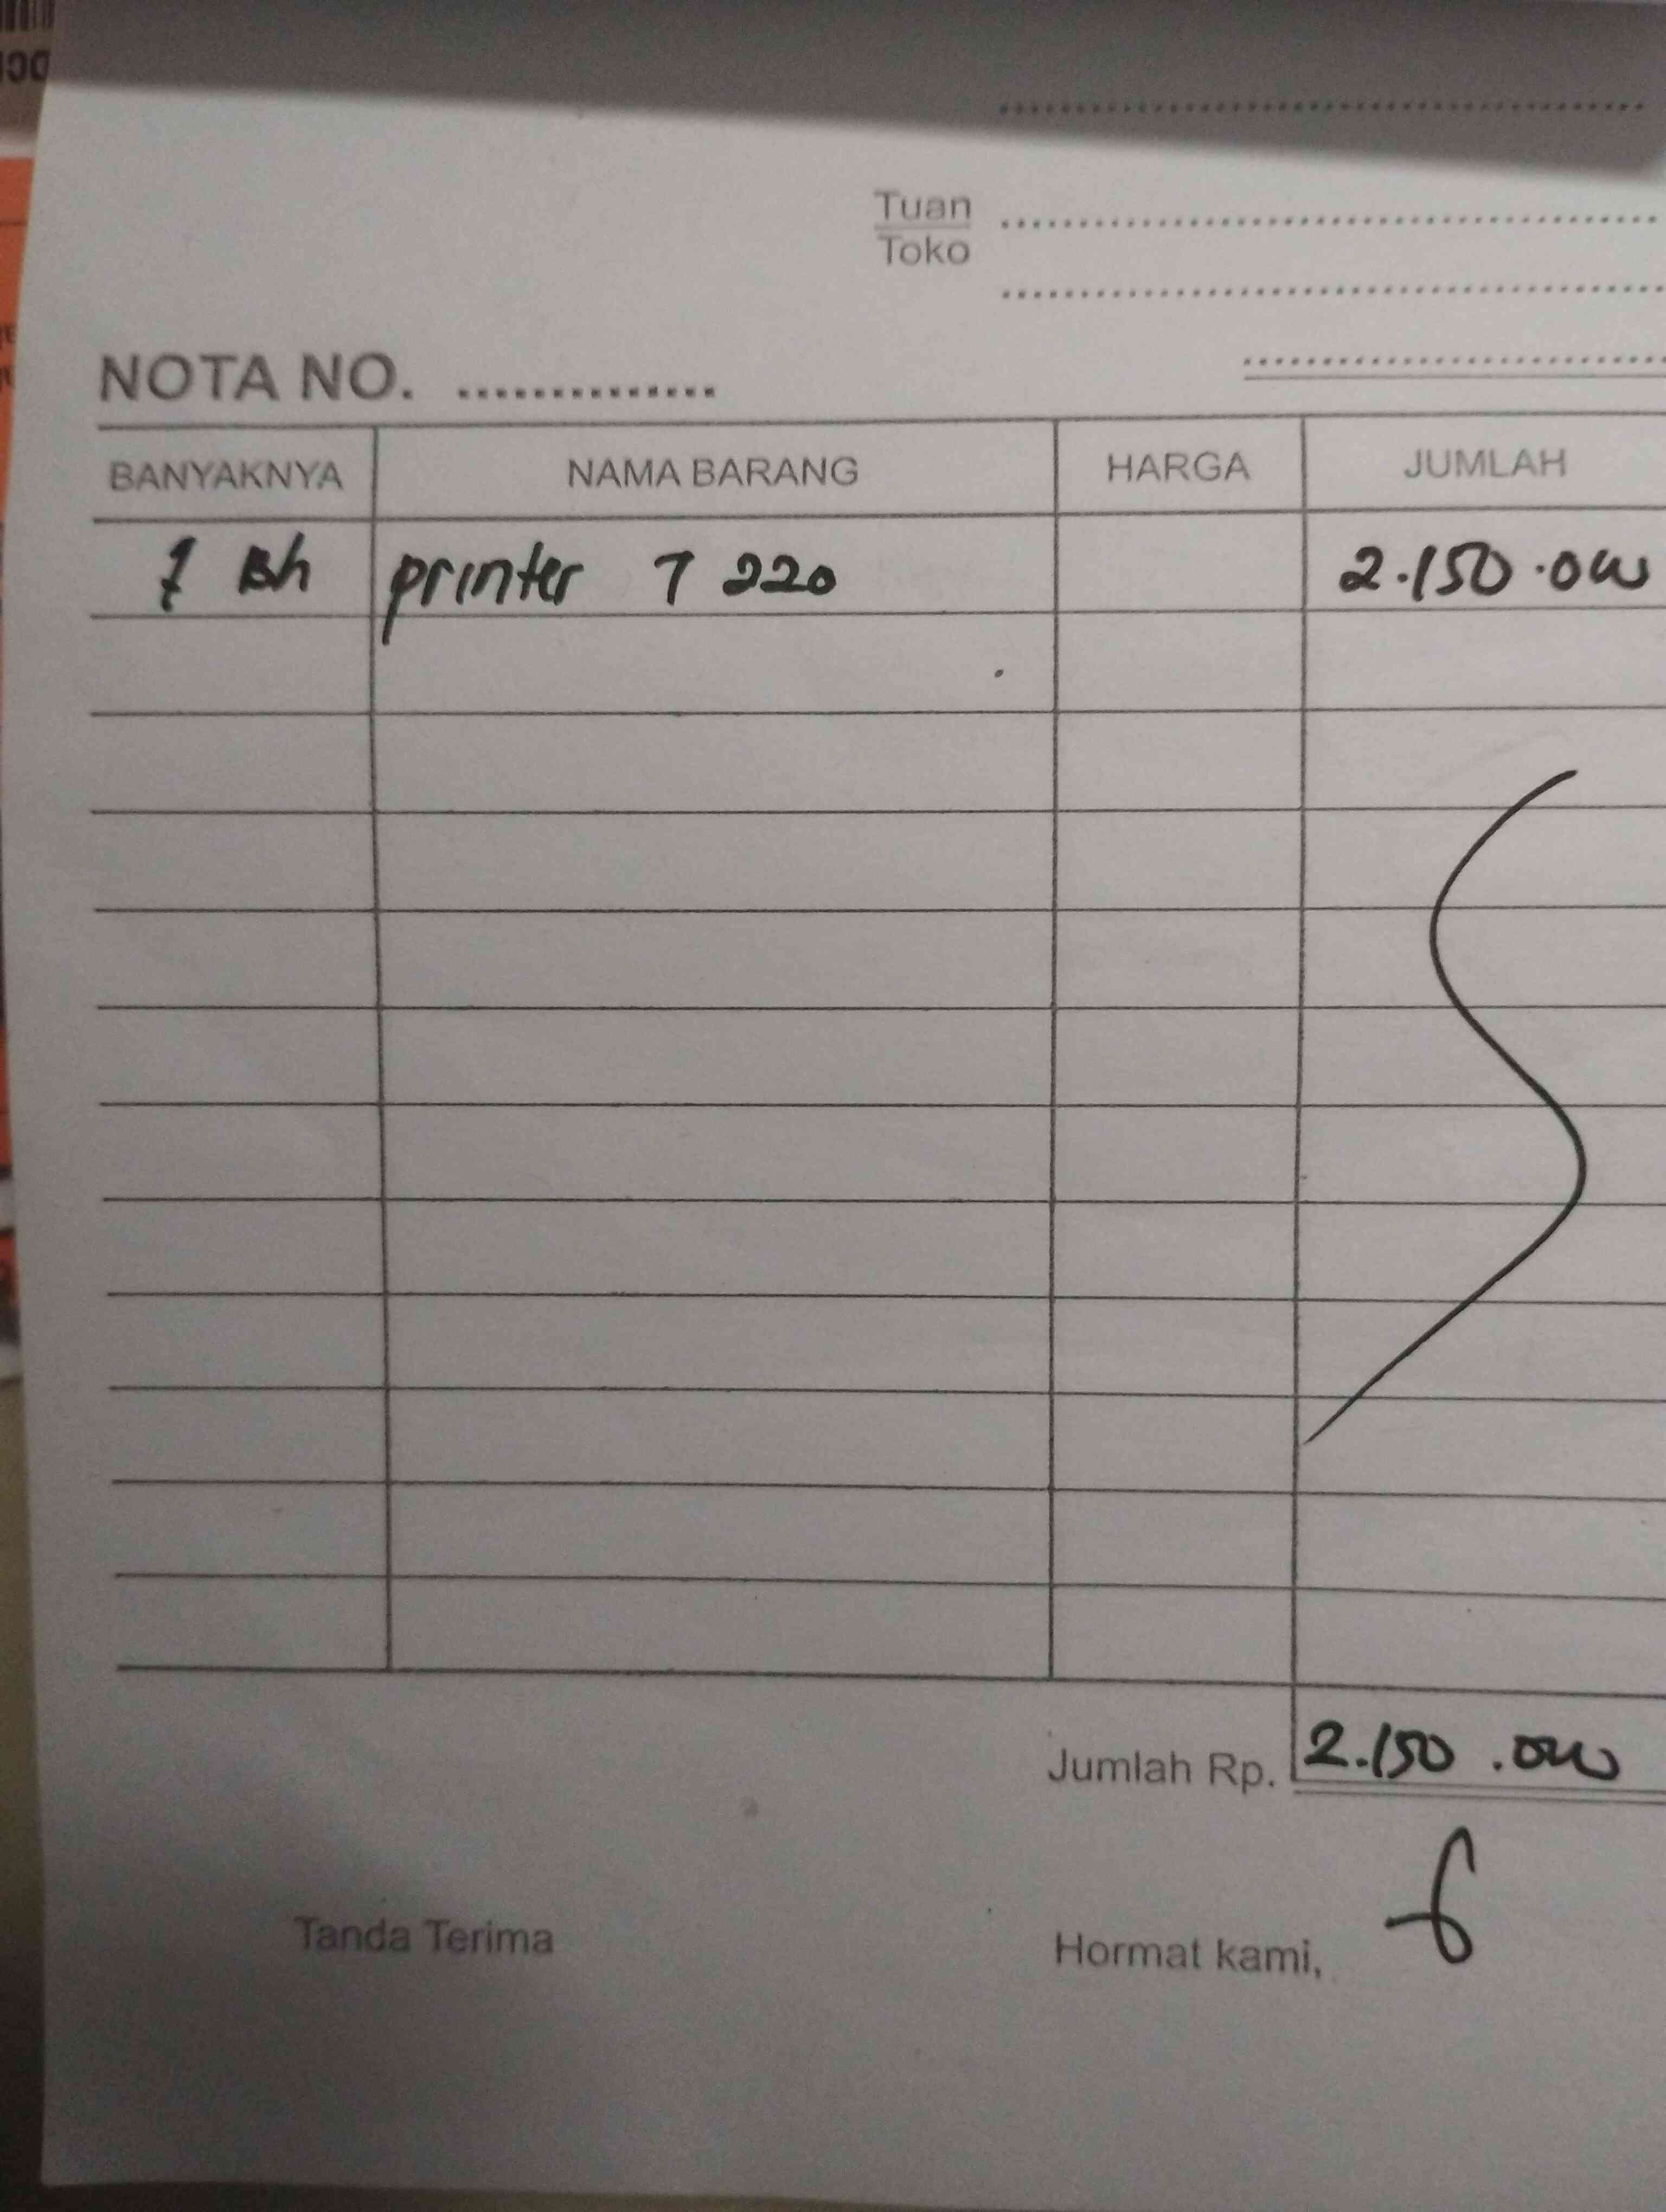 Tuan
Toko
NOTA NO. ..............
BANYAKNYA NAMA BARANG HARGA JUMLAH
1 Bh printer T 220 2.150.000
Jumlah Rp. 2.150.000
Tanda Terima Hormat kami,